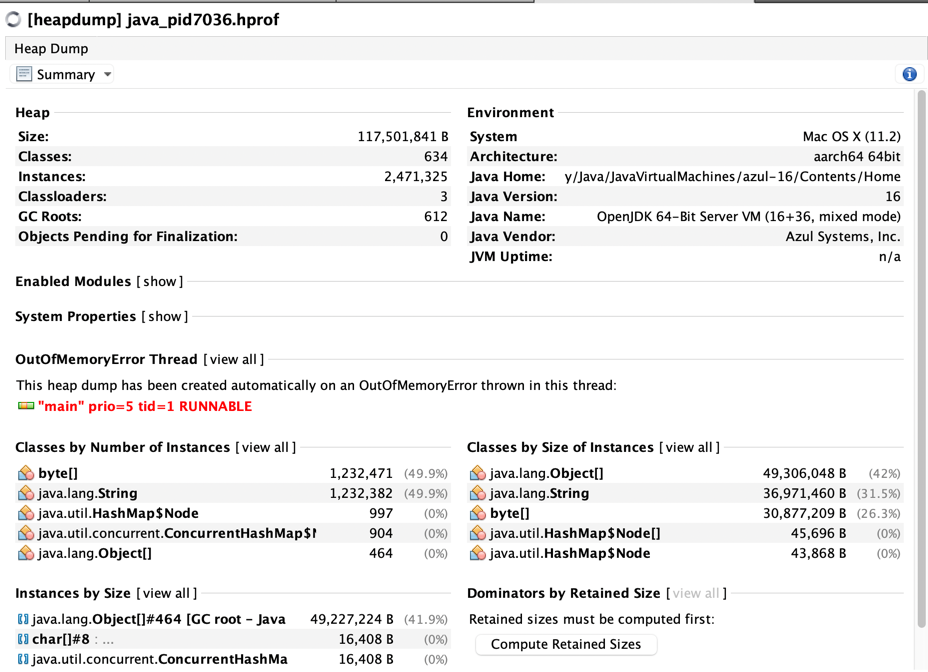 [heapdump] java_pid7036.hprof
Heap Dump
Summary
Heap
Size: 117,501,841 B
Classes: 634
Instances: 2,471,325
Classloaders: 3
GC Roots: 612
Objects Pending for Finalization: 0
Environment
System Mac OS X (11.2)
Architecture: aarch64 64bit
Java Home: y/Java/JavaVirtualMachines/azul-16/Contents/Home
Java Version: 16
Java Name: OpenJDK 64-Bit Server VM (16+36, mixed mode)
Java Vendor: Azul Systems, Inc.
JVM Uptime: n/a
Enabled Modules [show]
System Properties [show]
OutOfMemoryError Thread [view all]
This heap dump has been created automatically on an OutOfMemoryError thrown in this thread:
"main" prio=5 tid=1 RUNNABLE
Classes by Number of Instances [view all]
byte[] 1,232,471 (49.9%)
java.lang.String 1,232,382 (49.9%)
java.util.HashMap$Node 997 (0%)
java.util.concurrent.ConcurrentHashMap$N 904 (0%)
java.lang.Object[] 464 (0%)
Classes by Size of Instances [view all]
java.lang.Object[] 49,306,048 B (42%)
java.lang.String 36,971,460 B (31.5%)
byte[] 30,877,209 B (26.3%)
java.util.HashMap$Node[] 45,696 B (0%)
java.util.HashMap$Node 43,868 B (0%)
Instances by Size [view all]
java.lang.Object[]#464 [GC root - Java 49,227,224 B (41.9%)
char[]#8 : ... 16,408 B (0%)
java.util.concurrent.ConcurrentHashMa 16,408 B (0%)
Dominators by Retained Size [view all]
Retained sizes must be computed first:
Compute Retained Sizes